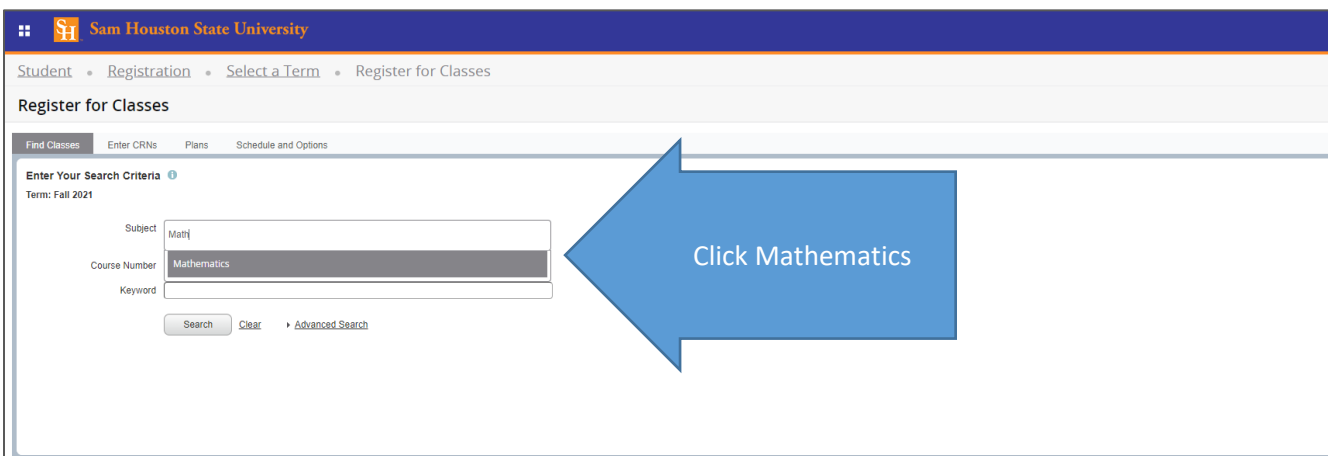 SH Sam Houston State University
Student • Registration • Select a Term • Register for Classes
Register for Classes
Find Classes Enter CRNs Plans Schedule and Options
Enter Your Search Criteria
Term: Fall 2021
Subject Math
Course Number Mathematics
Keyword
Search Clear Advanced Search
Click Mathematics